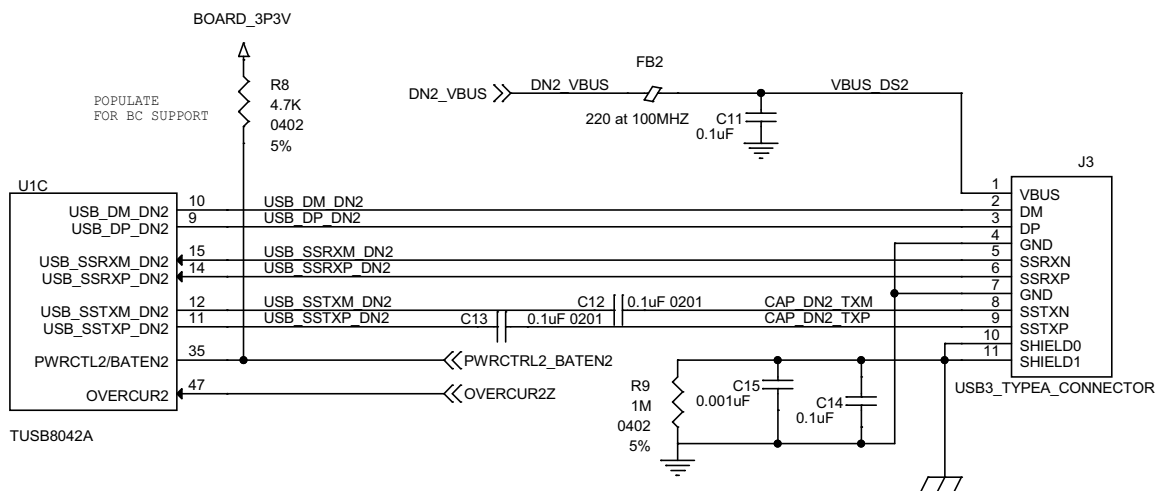 BOARD_3P3V
FB2
R8
4.7K
0402
5%
POPULATE
FOR BC SUPPORT
DN2_VBUS
DN2_VBUS
VBUS_DS2
220 at 100MHZ
C11
0.1uF
J3
U1C
USB_DM_DN2
10
USB_DM_DN2
USB_DP_DN2
9
USB_DP_DN2
USB_SSRXM_DN2
15
USB_SSRXM_DN2
USB_SSRXP_DN2
14
USB_SSRXP_DN2
USB_SSTXM_DN2
12
USB_SSTXM_DN2
C12
0.1uF 0201
CAP_DN2_TXM
USB_SSTXP_DN2
11
USB_SSTXP_DN2
C13
0.1uF 0201
CAP_DN2_TXP
PWRCTL2/BATEN2
35
PWRCTRL2_BATEN2
OVERCUR2
47
OVERCUR2Z
TUSB8042A
1
VBUS
2
DM
3
DP
4
GND
5
SSRXN
6
SSRXP
7
GND
8
SSTXN
9
SSTXP
10
SHIELD0
11
SHIELD1
USB3_TYPEA_CONNECTOR
R9
1M
0402
5%
C15
0.001uF
C14
0.1uF